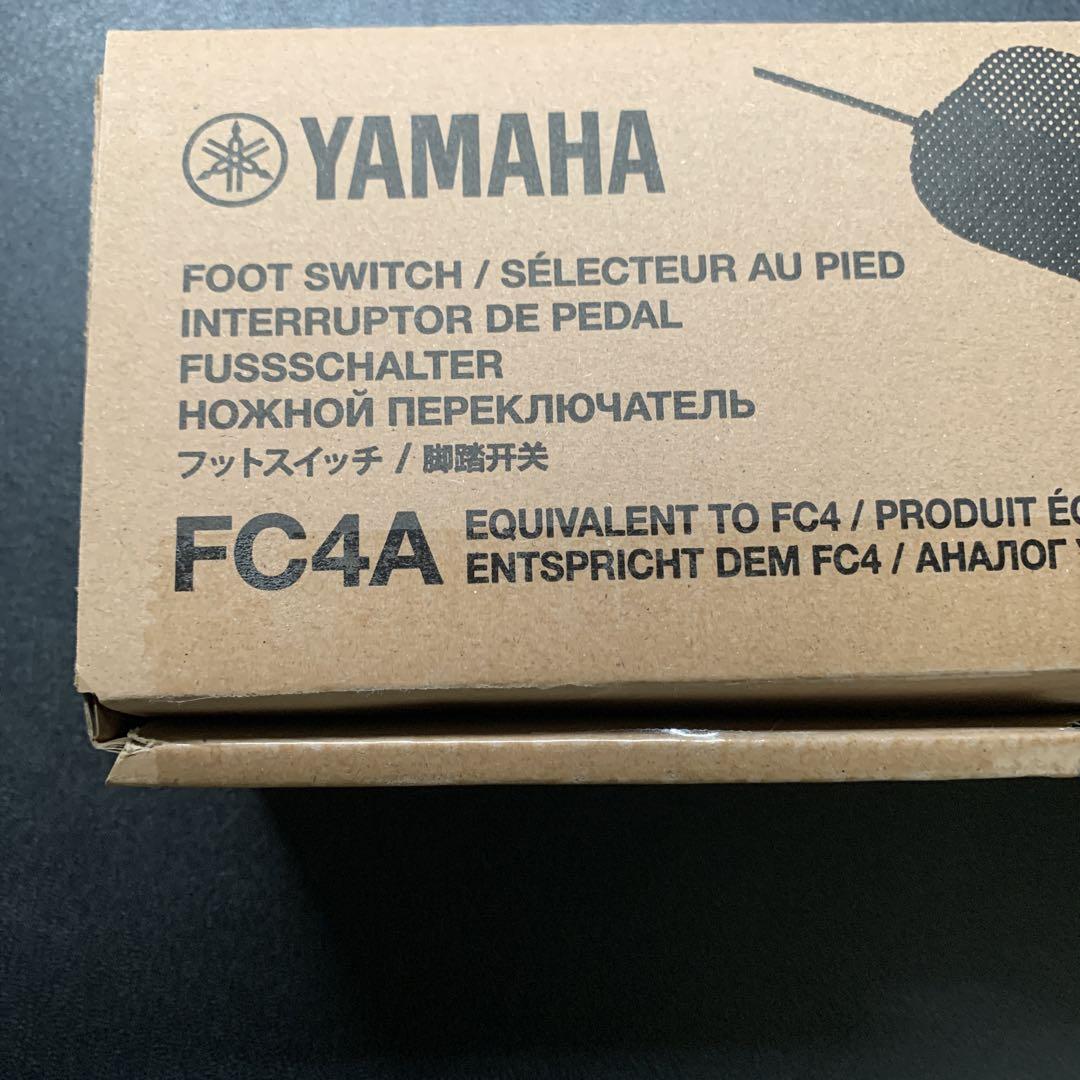 YAMAHA
FOOT SWITCH / SÉLECTEUR AU PIED
INTERRUPTOR DE PEDAL
FUSSSCHALTER
НОЖНОЙ ПЕРЕКЛЮЧАТЕЛЬ
フットスイッチ / 脚踏开关
FC4A
EQUIVALENT TO FC4 / PRODUIT
ENTSPRICHT DEM FC4 / АНАЛОГ